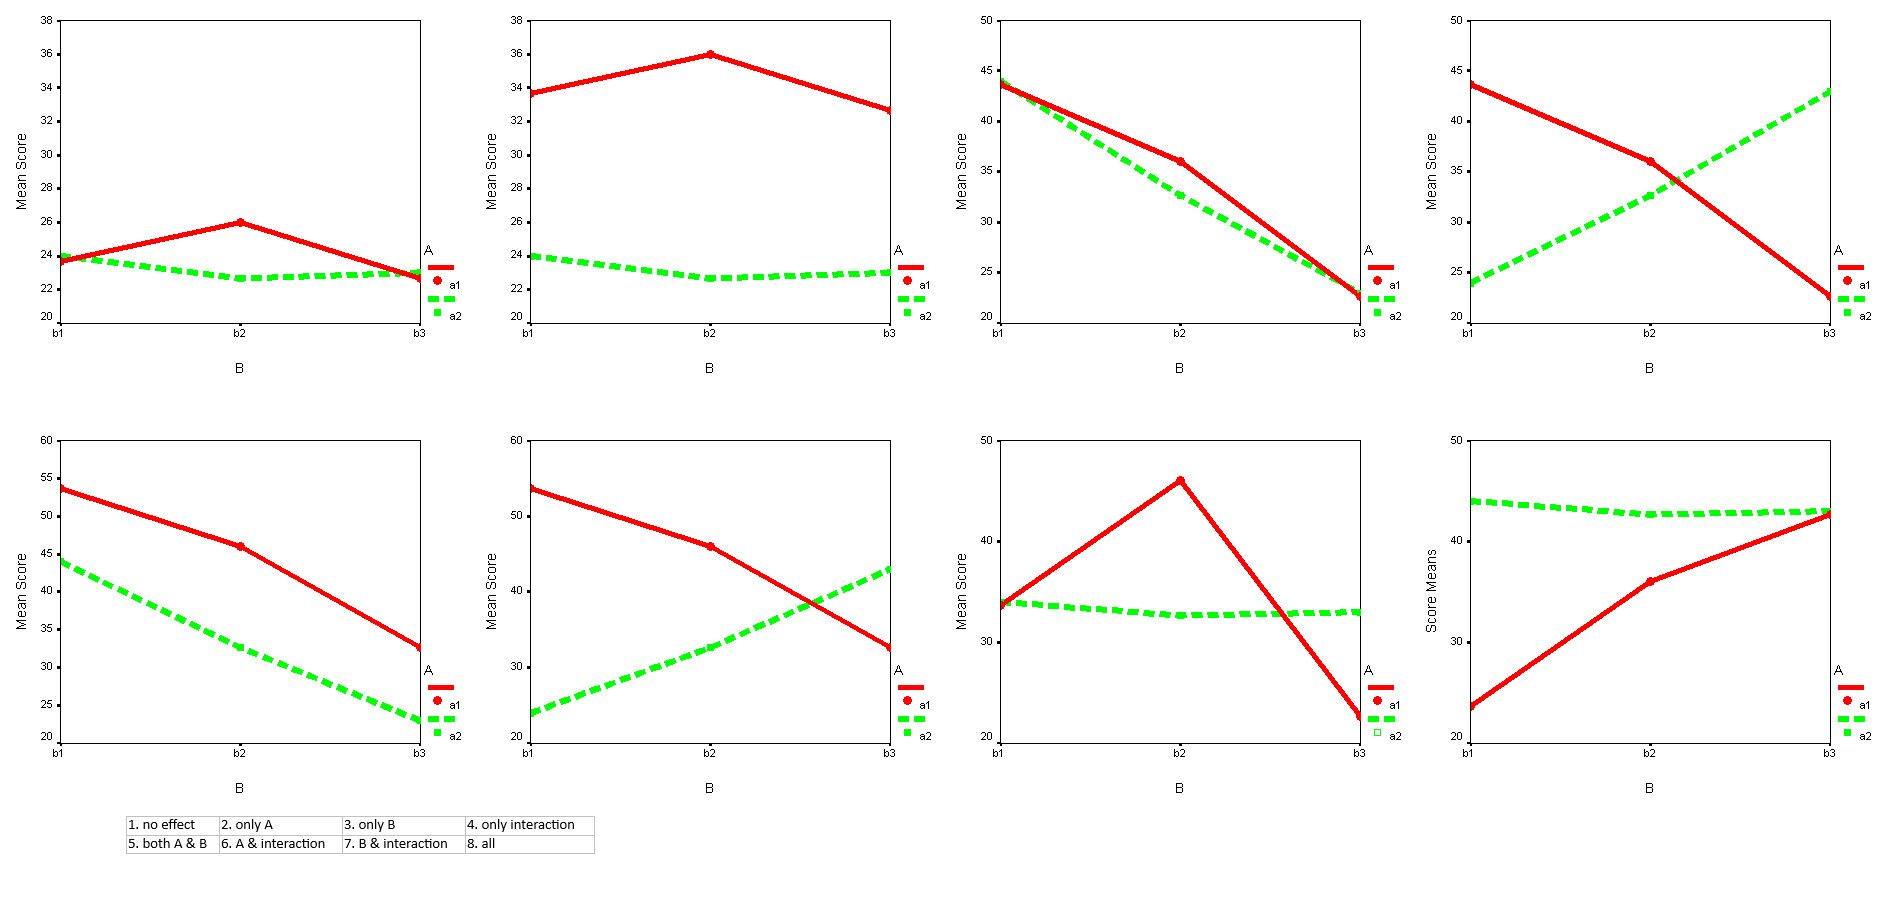 38
36
34
32
30
28
26
24
22
20
Mean Score
b1 b2 b3
B
A
a1
a2
38
36
34
32
30
28
26
24
22
20
Mean Score
b1 b2 b3
B
A
a1
a2
50
45
40
35
30
25
20
Mean Score
b1 b2 b3
B
A
a1
a2
50
45
40
35
30
25
20
Mean Score
b1 b2 b3
B
A
a1
a2
60
55
50
45
40
35
30
25
20
Mean Score
b1 b2 b3
B
A
a1
a2
60
50
40
30
20
Mean Score
b1 b2 b3
B
A
a1
a2
50
40
30
20
Mean Score
b1 b2 b3
B
A
a1
a2
50
40
30
20
Score Means
b1 b2 b3
B
A
a1
a2
1. no effect 2. only A 3. only B 4. only interaction
5. both A & B 6. A & interaction 7. B & interaction 8. all